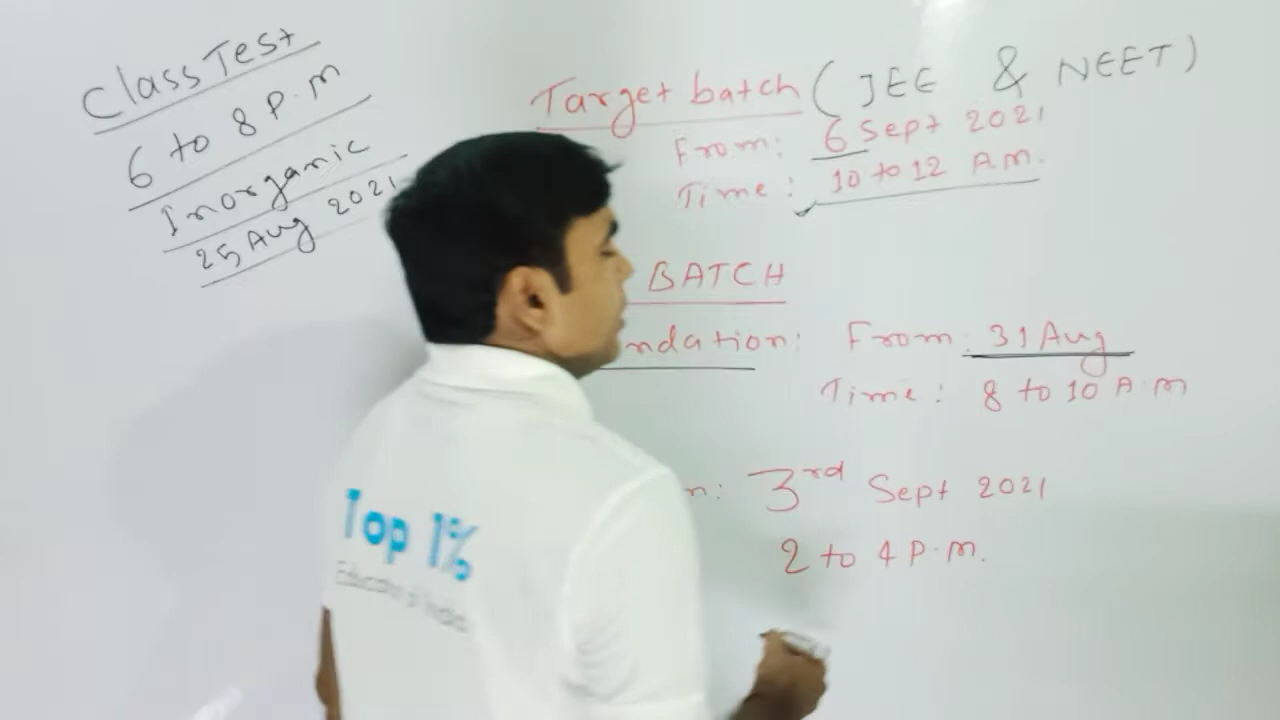 Class Test
6 to 8 P.M
Inorganic
25 Aug 2021
Target batch ( JEE & NEET )
From: 6 Sept 2021
Time: 10 to 12 A.M.
BATCH
ndation: From: 31 Aug
Time: 8 to 10 A.M
n: 3rd Sept 2021
2 to 4 P.M.
Top 1%